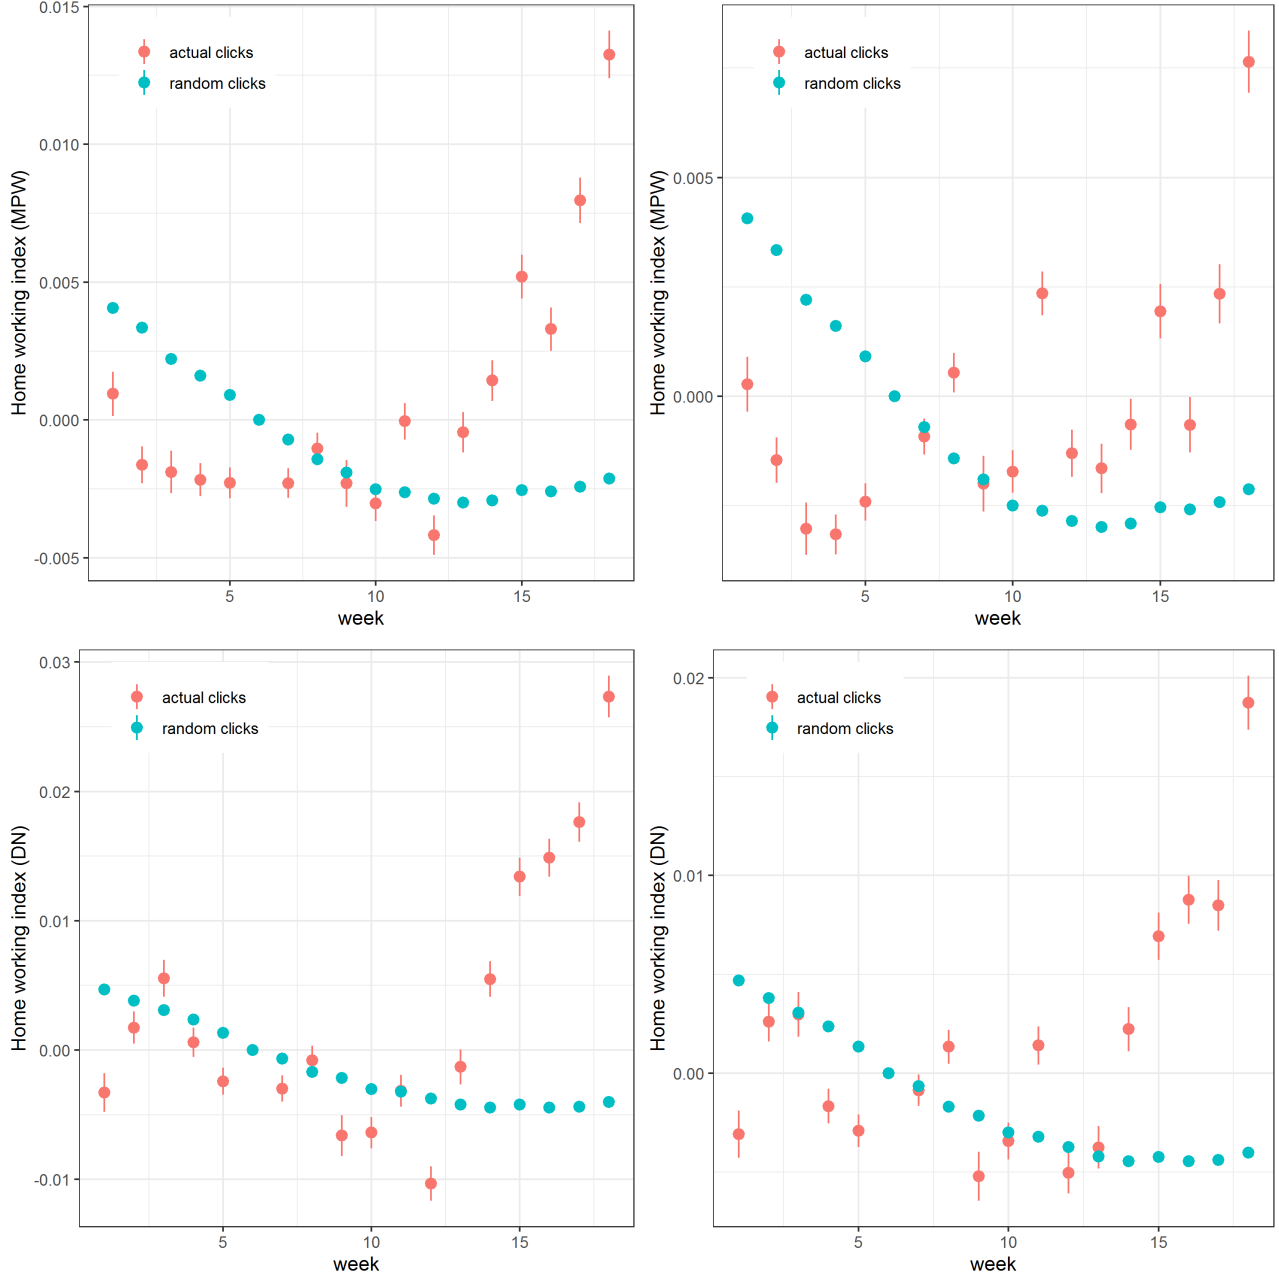 0.015
0.010
0.005
0.000
-0.005
Home working index (MPW)
actual clicks
random clicks
5
10
15
week
0.005
0.000
Home working index (MPW)
actual clicks
random clicks
5
10
15
week
0.03
0.02
0.01
0.00
-0.01
Home working index (DN)
actual clicks
random clicks
5
10
15
week
0.02
0.01
0.00
Home working index (DN)
actual clicks
random clicks
5
10
15
week